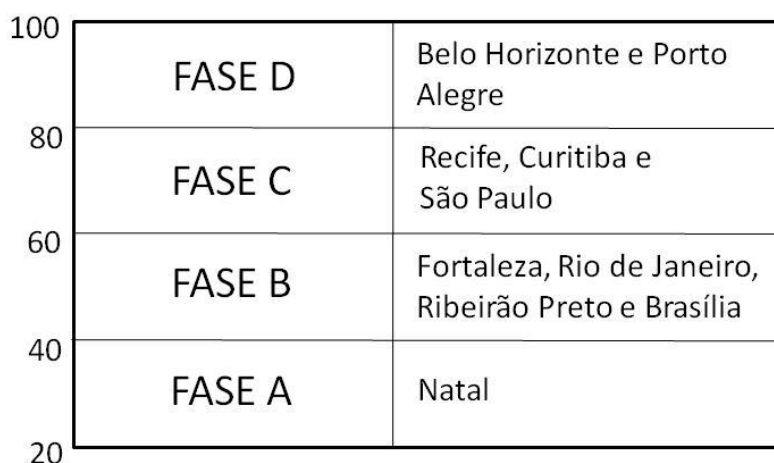 100
FASE D
Belo Horizonte e Porto
Alegre
80
FASE C
Recife, Curitiba e
São Paulo
60
FASE B
Fortaleza, Rio de Janeiro,
Ribeirão Preto e Brasília
40
FASE A
Natal
20